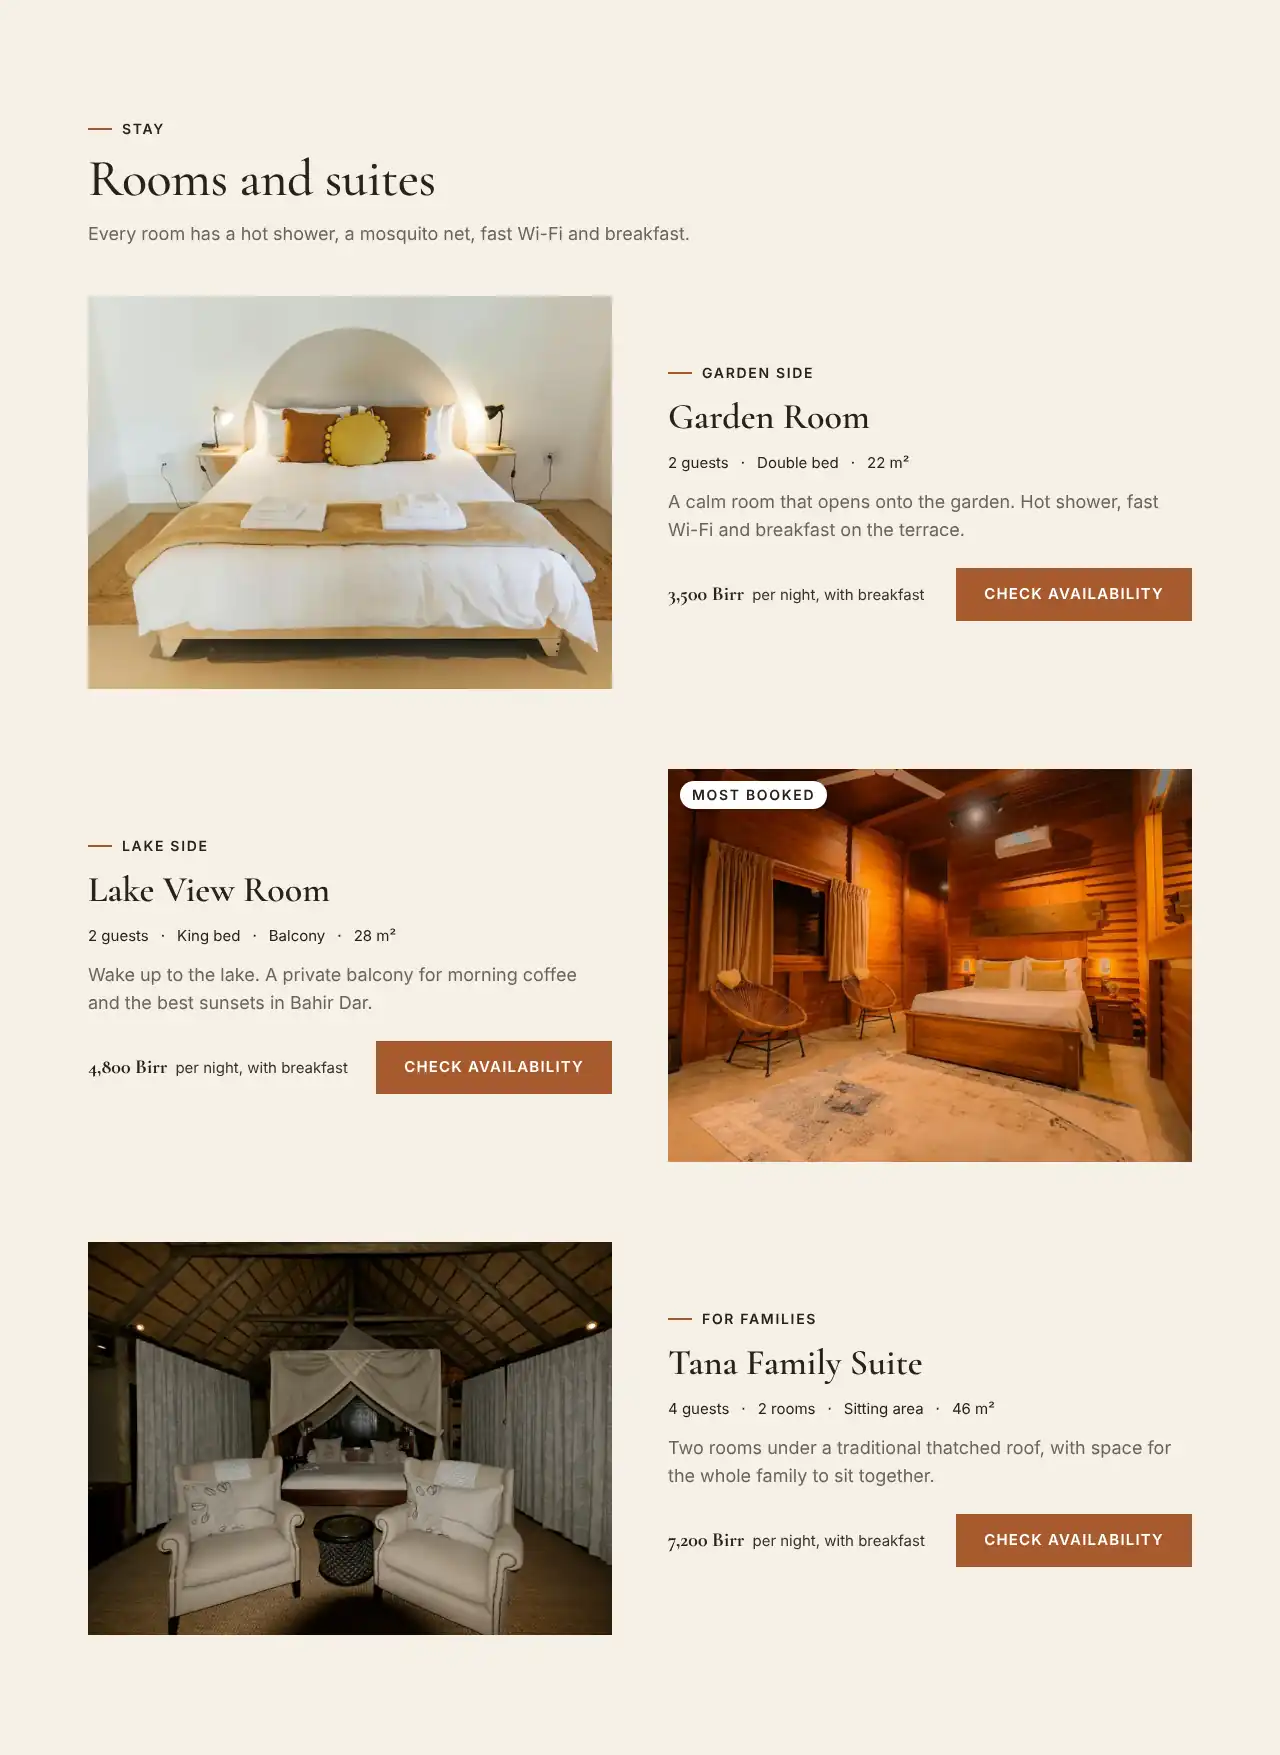 STAY
Rooms and suites
Every room has a hot shower, a mosquito net, fast Wi-Fi and breakfast.
GARDEN SIDE
Garden Room
2 guests · Double bed · 22 m²
A calm room that opens onto the garden. Hot shower, fast
Wi-Fi and breakfast on the terrace.
3,500 Birr per night, with breakfast
CHECK AVAILABILITY
LAKE SIDE
Lake View Room
2 guests · King bed · Balcony · 28 m²
Wake up to the lake. A private balcony for morning coffee
and the best sunsets in Bahir Dar.
4,800 Birr per night, with breakfast
CHECK AVAILABILITY
MOST BOOKED
FOR FAMILIES
Tana Family Suite
4 guests · 2 rooms · Sitting area · 46 m²
Two rooms under a traditional thatched roof, with space for
the whole family to sit together.
7,200 Birr per night, with breakfast
CHECK AVAILABILITY